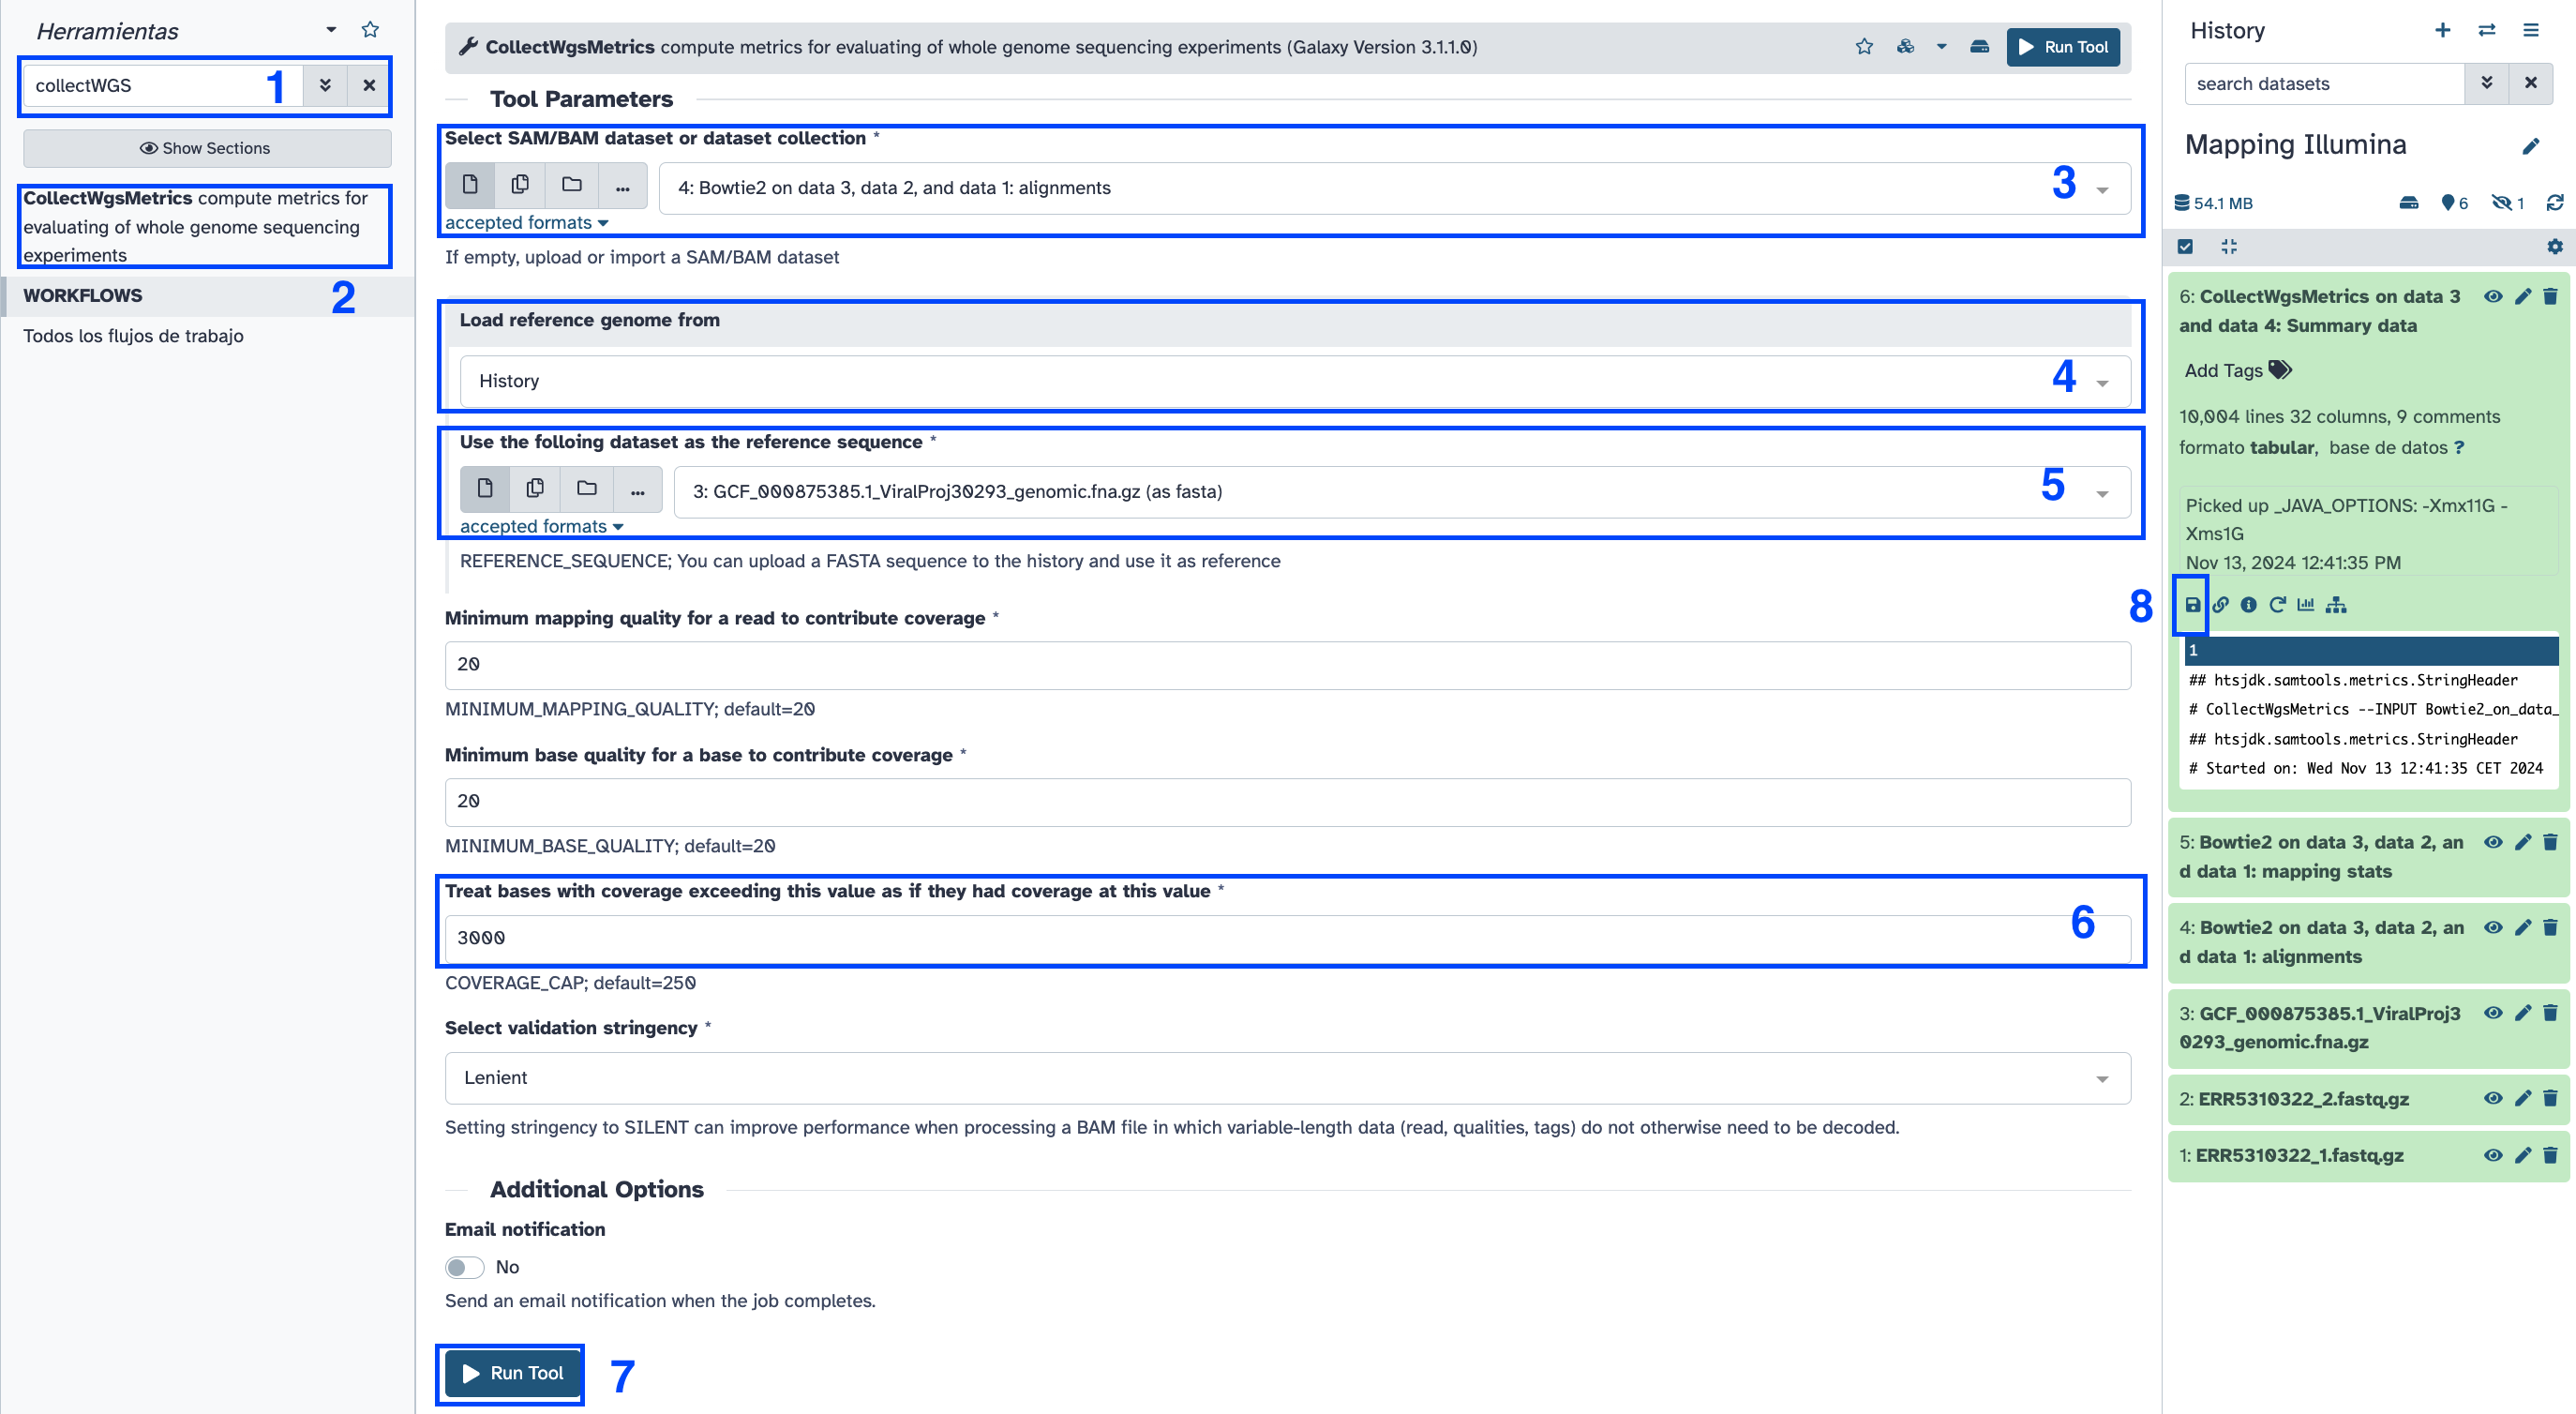 Herramientas
collectWGS
1
Show Sections
CollectWgsMetrics compute metrics for
evaluating of whole genome sequencing
experiments
WORKFLOWS
2
Todos los flujos de trabajo
CollectWgsMetrics compute metrics for evaluating of whole genome sequencing experiments (Galaxy Version 3.1.1.0)
Run Tool
Tool Parameters
Select SAM/BAM dataset or dataset collection *
...
4: Bowtie2 on data 3, data 2, and data 1: alignments
3
accepted formats
If empty, upload or import a SAM/BAM dataset
Load reference genome from
History
4
Use the folloing dataset as the reference sequence *
...
3: GCF_000875385.1_ViralProj30293_genomic.fna.gz (as fasta)
5
accepted formats
REFERENCE_SEQUENCE; You can upload a FASTA sequence to the history and use it as reference
Minimum mapping quality for a read to contribute coverage *
20
MINIMUM_MAPPING_QUALITY; default=20
Minimum base quality for a base to contribute coverage *
20
MINIMUM_BASE_QUALITY; default=20
Treat bases with coverage exceeding this value as if they had coverage at this value *
3000
6
COVERAGE_CAP; default=250
Select validation stringency *
Lenient
Setting stringency to SILENT can improve performance when processing a BAM file in which variable-length data (read, qualities, tags) do not otherwise need to be decoded.
Additional Options
Email notification
No
Send an email notification when the job completes.
Run Tool
7
History
search datasets
Mapping Illumina
54.1 MB
6
1
6: CollectWgsMetrics on data 3
and data 4: Summary data
Add Tags
10,004 lines 32 columns, 9 comments
formato tabular, base de datos ?
Picked up _JAVA_OPTIONS: -Xmx11G -
Xms1G
Nov 13, 2024 12:41:35 PM
8
1
## htsjdk.samtools.metrics.StringHeader
# CollectWgsMetrics --INPUT Bowtie2_on_data_
## htsjdk.samtools.metrics.StringHeader
# Started on: Wed Nov 13 12:41:35 CET 2024
5: Bowtie2 on data 3, data 2, an
d data 1: mapping stats
4: Bowtie2 on data 3, data 2, an
d data 1: alignments
3: GCF_000875385.1_ViralProj3
0293_genomic.fna.gz
2: ERR5310322_2.fastq.gz
1: ERR5310322_1.fastq.gz